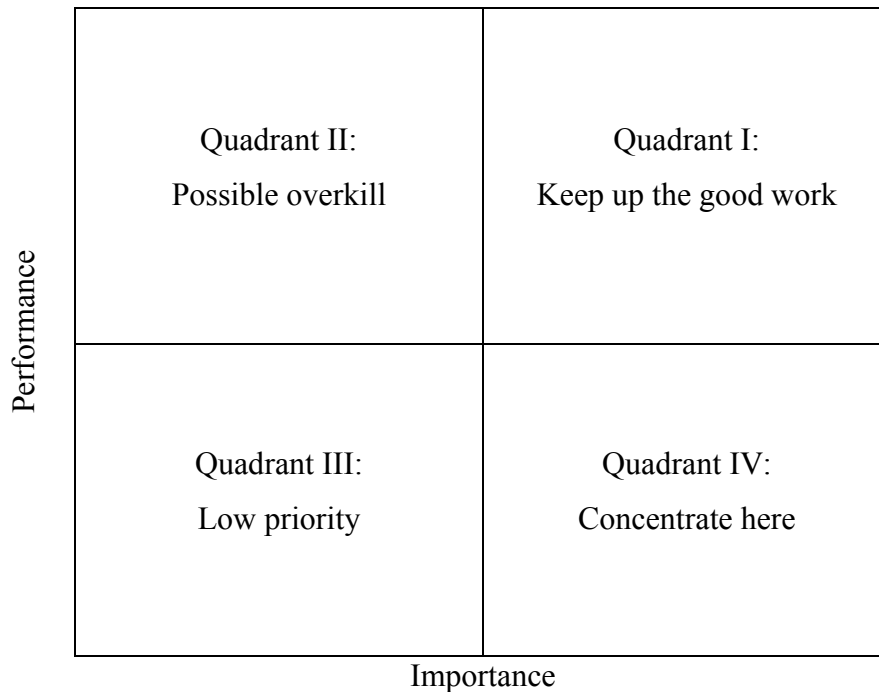 Quadrant II:
Possible overkill
Quadrant I:
Keep up the good work
Performance
Quadrant III:
Low priority
Quadrant IV:
Concentrate here
Importance